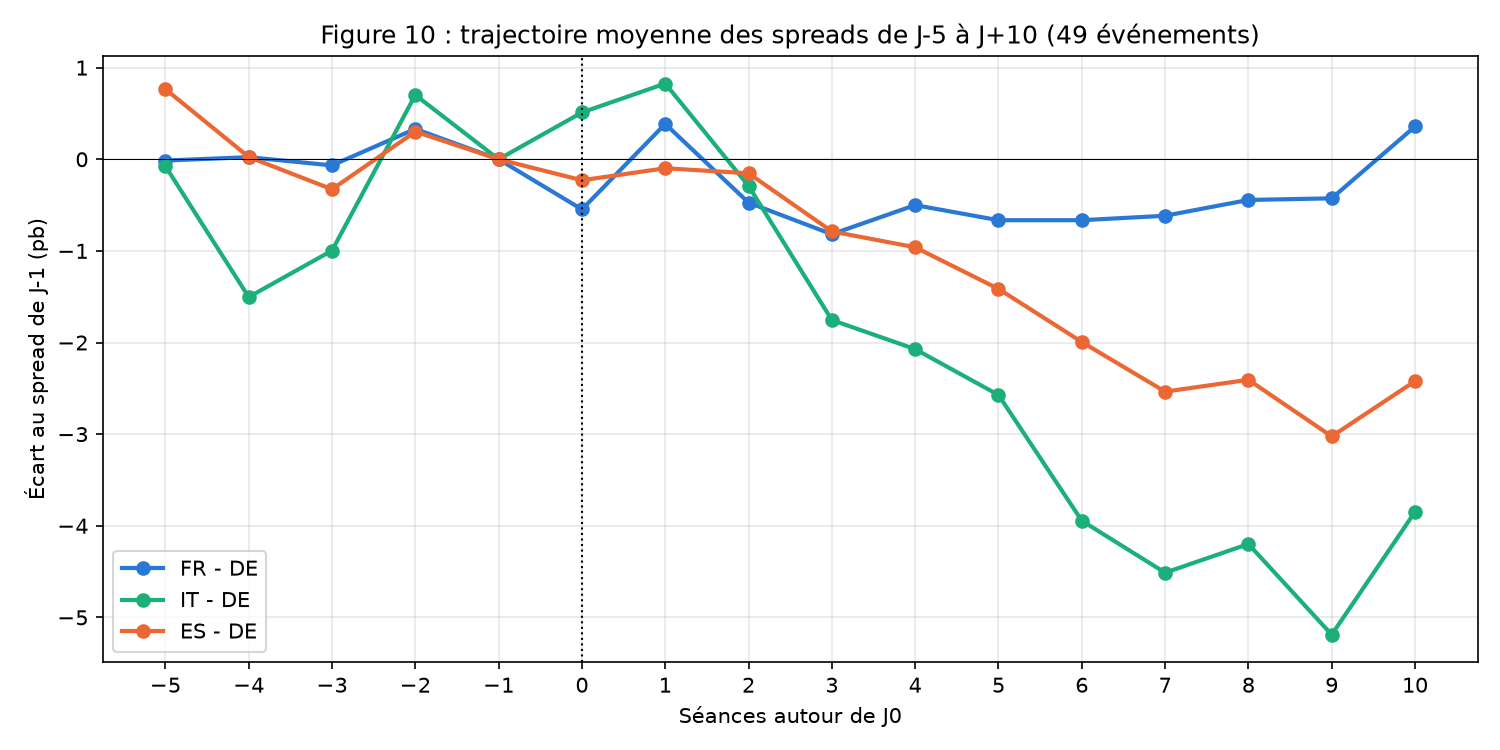 Figure 10 : trajectoire moyenne des spreads de J-5 à J+10 (49 événements)
Écart au spread de J-1 (pb)
1
0
−1
−2
−3
−4
−5
FR - DE
IT - DE
ES - DE
−5 −4 −3 −2 −1 0 1 2 3 4 5 6 7 8 9 10
Séances autour de J0